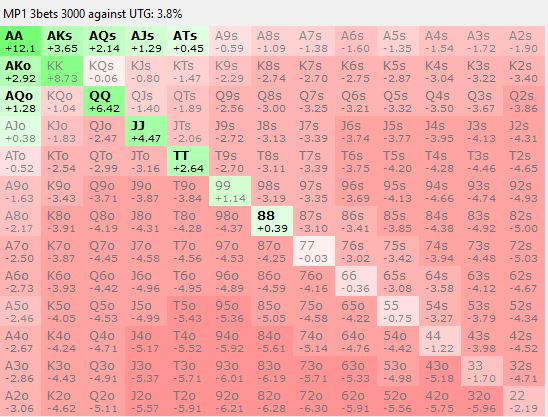 MP1 3bets 3000 against UTG: 3.8%
AA AKs AQs AJs ATs A9s A8s A7s A6s A5s A4s A3s A2s
+12.1 +3.65 +2.14 +1.29 +0.45 -0.59 -1.09 -1.38 -1.60 -1.35 -1.54 -1.72 -1.90
AKo KK KQs KJs KTs K9s K8s K7s K6s K5s K4s K3s K2s
+2.92 +8.73 -0.06 -0.80 -1.47 -2.29 -2.74 -2.70 -2.75 -2.87 -3.04 -3.22 -3.40
AQo KQo QQ QJs QTs Q9s Q8s Q7s Q6s Q5s Q4s Q3s Q2s
+1.28 -1.04 +6.42 -1.40 -1.89 -2.56 -3.00 -3.25 -3.21 -3.32 -3.50 -3.67 -3.86
AJo KJo QJo JJ JTs J9s J8s J7s J6s J5s J4s J3s J2s
+0.38 -1.83 -2.47 +4.47 -2.06 -2.72 -3.13 -3.39 -3.74 -3.77 -3.95 -4.13 -4.31
ATo KTo QTo JTo TT T9s T8s T7s T6s T5s T4s T3s T2s
-0.52 -2.54 -2.99 -3.16 +2.64 -2.70 -3.11 -3.39 -3.75 -4.20 -4.28 -4.46 -4.65
A9o K9o Q9o J9o T9o 99 98s 97s 96s 95s 94s 93s 92s
-1.63 -3.43 -3.71 -3.87 -3.84 +1.14 -3.19 -3.35 -3.69 -4.13 -4.66 -4.74 -4.93
A8o K8o Q8o J8o T8o 98o 88 87s 86s 85s 84s 83s 82s
-2.17 -3.91 -4.19 -4.31 -4.28 -4.37 +0.39 -3.10 -3.41 -3.85 -4.38 -4.92 -5.00
A7o K7o Q7o J7o T7o 97o 87o 77 76s 75s 74s 73s 72s
-2.50 -3.87 -4.45 -4.58 -4.56 -4.53 -4.25 -0.03 -3.02 -3.42 -3.94 -4.48 -5.03
A6o K6o Q6o J6o T6o 96o 86o 76o 66 65s 64s 63s 62s
-2.73 -3.93 -4.42 -4.96 -4.95 -4.89 -4.59 -4.16 -0.36 -3.08 -3.58 -4.12 -4.67
A5o K5o Q5o J5o T5o 95o 85o 75o 65o 55 54s 53s 52s
-2.46 -4.05 -4.53 -4.99 -5.43 -5.36 -5.05 -4.58 -4.22 -0.75 -3.27 -3.79 -4.34
A4o K4o Q4o J4o T4o 94o 84o 74o 64o 54o 44 43s 42s
-2.67 -4.24 -4.71 -5.17 -5.52 -5.92 -5.61 -5.14 -4.76 -4.42 -1.22 -3.98 -4.52
A3o K3o Q3o J3o T3o 93o 83o 73o 63o 53o 43o 33 32s
-2.86 -4.43 -4.91 -5.37 -5.71 -6.01 -6.19 -5.71 -5.33 -4.98 -5.18 -1.70 -4.71
A2o K2o Q2o J2o T2o 92o 82o 72o 62o 52o 42o 32o 22
-3.06 -4.62 -5.11 -5.57 -5.91 -6.21 -6.28 -6.30 -5.91 -5.56 -5.75 -5.96 -2.19